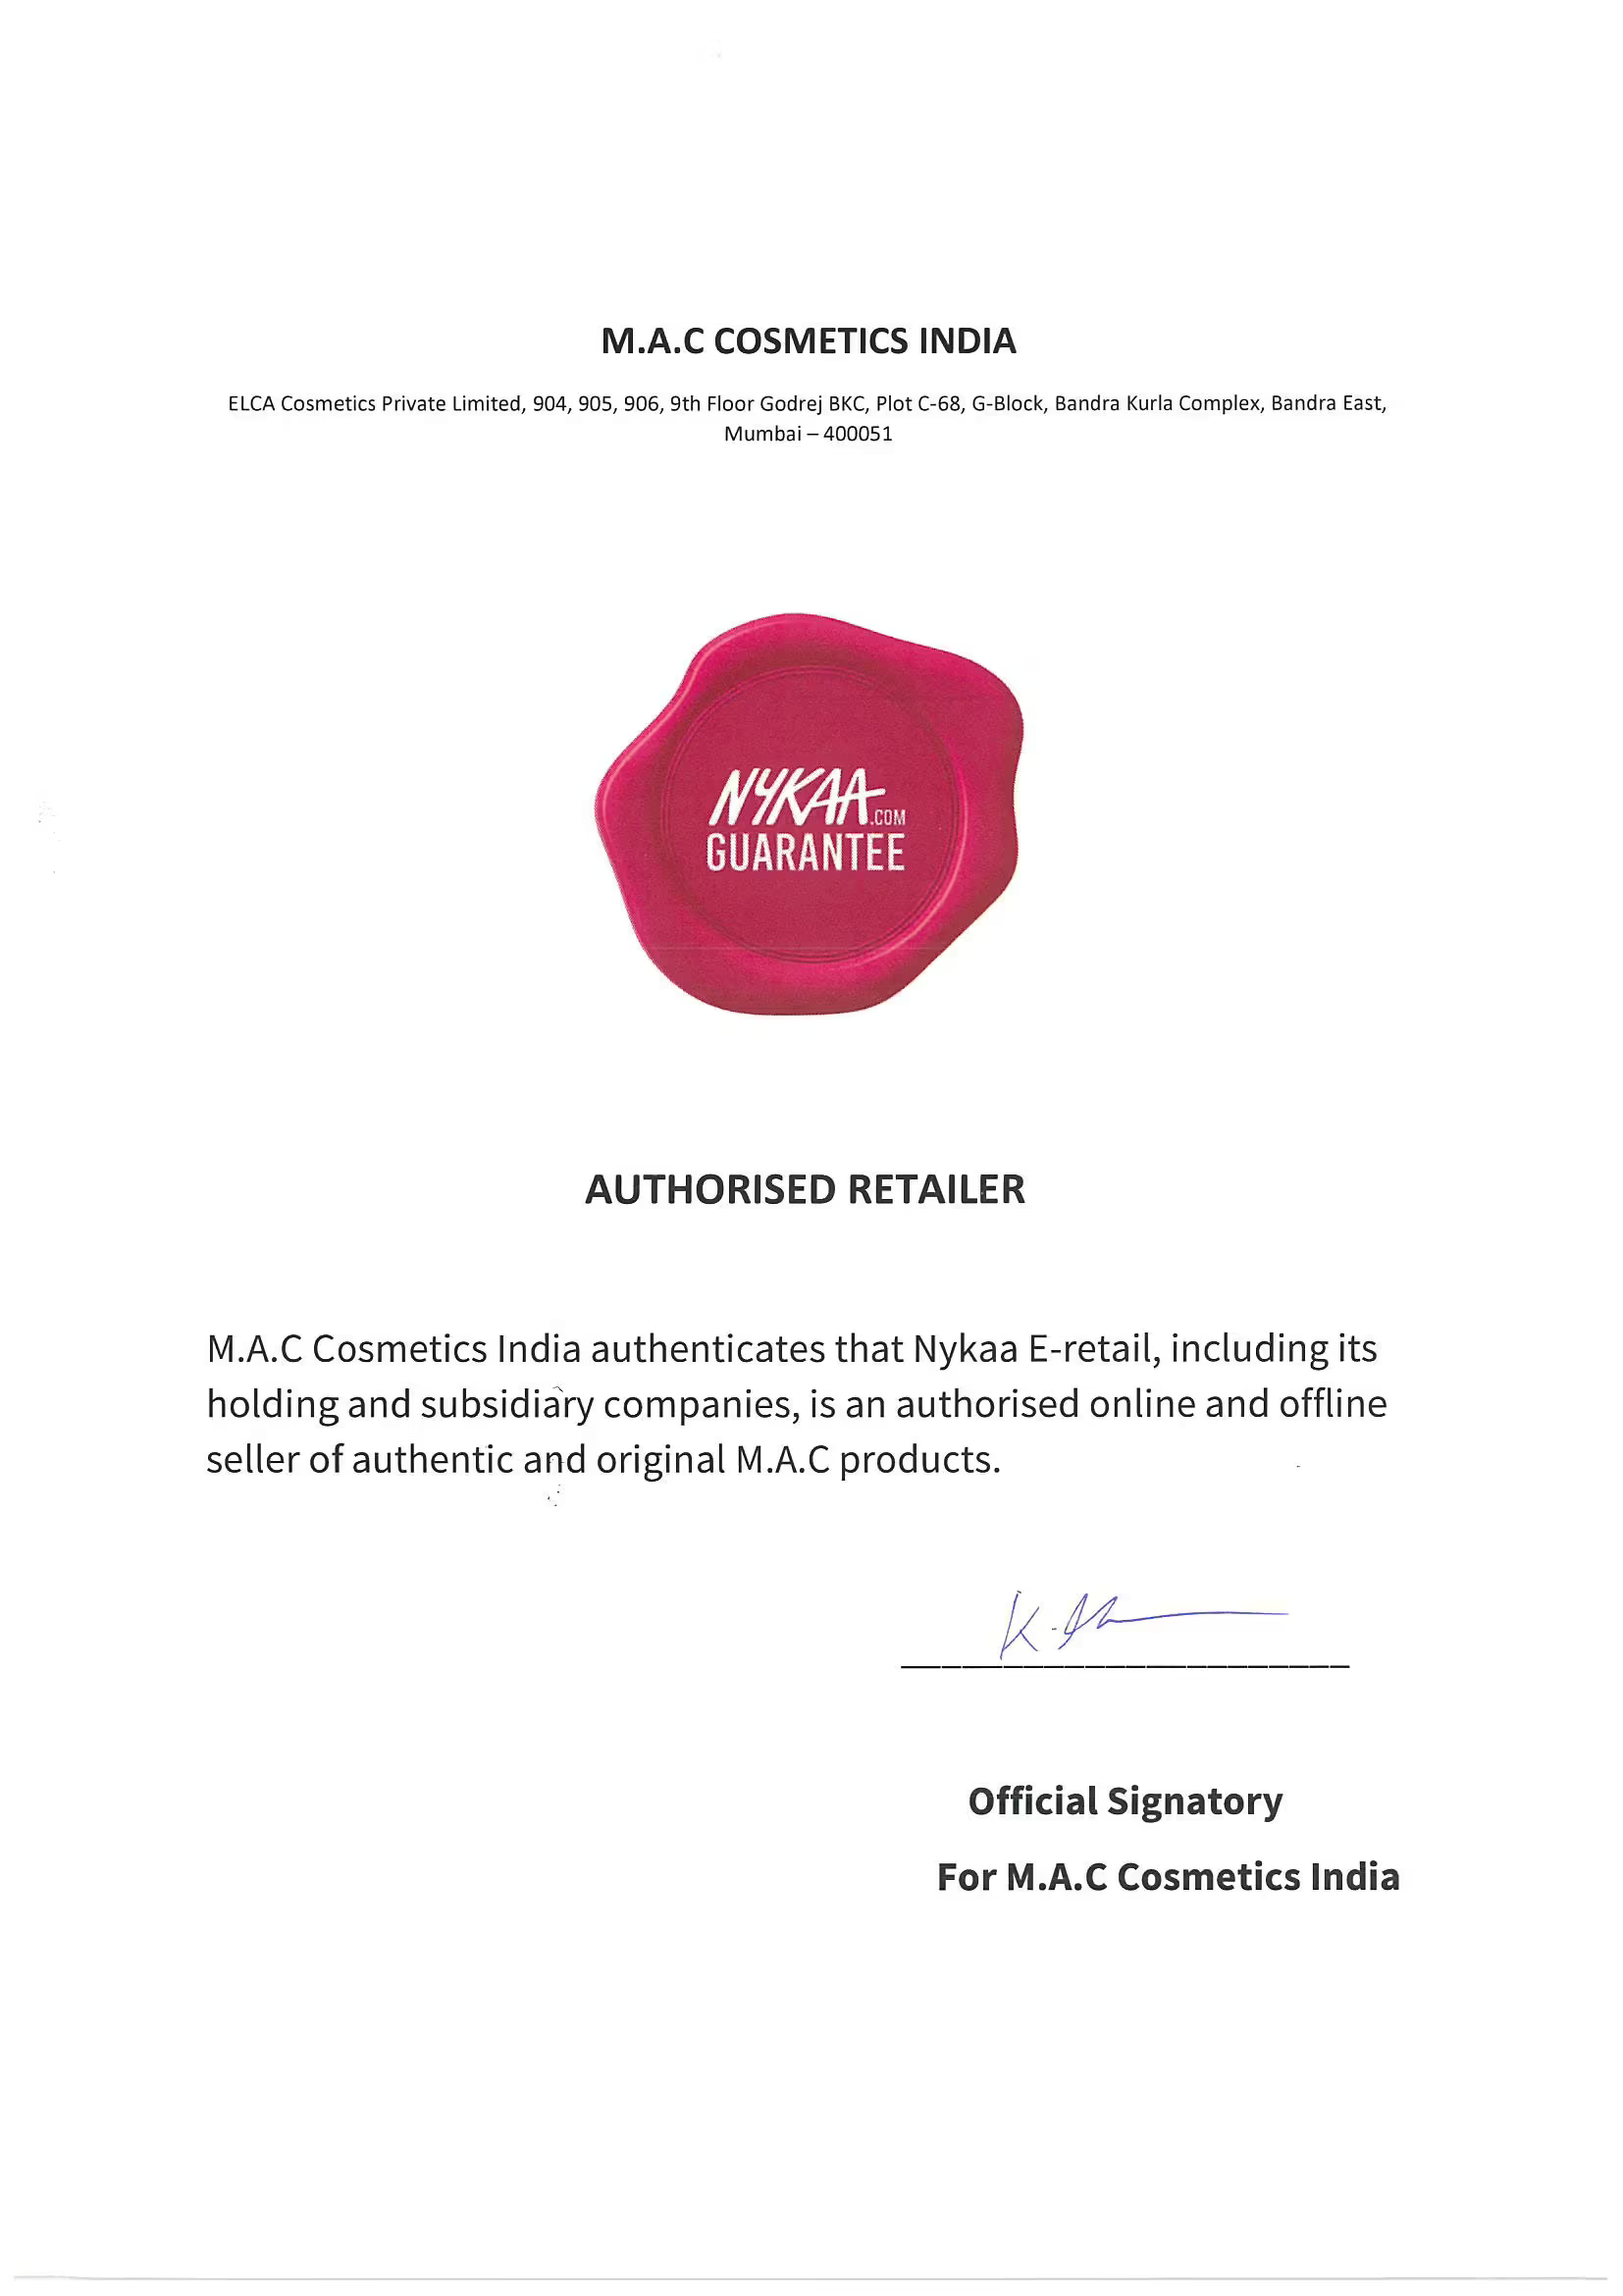 M.A.C COSMETICS INDIA
ELCA Cosmetics Private Limited, 904, 905, 906, 9th Floor Godrej BKC, Plot C-68, G-Block, Bandra Kurla Complex, Bandra East,
Mumbai – 400051
NYKAA.COM
GUARANTEE
AUTHORISED RETAILER
M.A.C Cosmetics India authenticates that Nykaa E-retail, including its
holding and subsidiary companies, is an authorised online and offline
seller of authentic and original M.A.C products.
Official Signatory
For M.A.C Cosmetics India